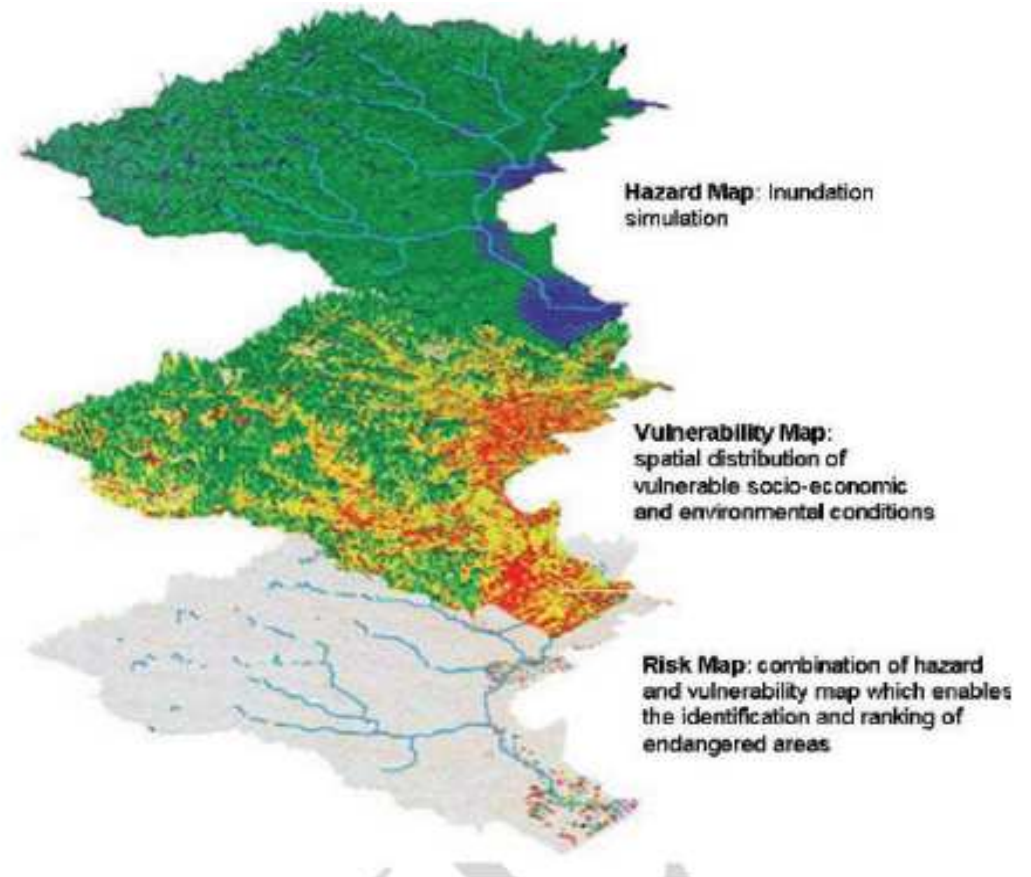 Hazard Map: Inundation
simulation
Vulnerability Map:
spatial distribution of
vulnerable socio-economic
and environmental conditions
Risk Map: combination of hazard
and vulnerability map which enables
the identification and ranking of
endangered areas